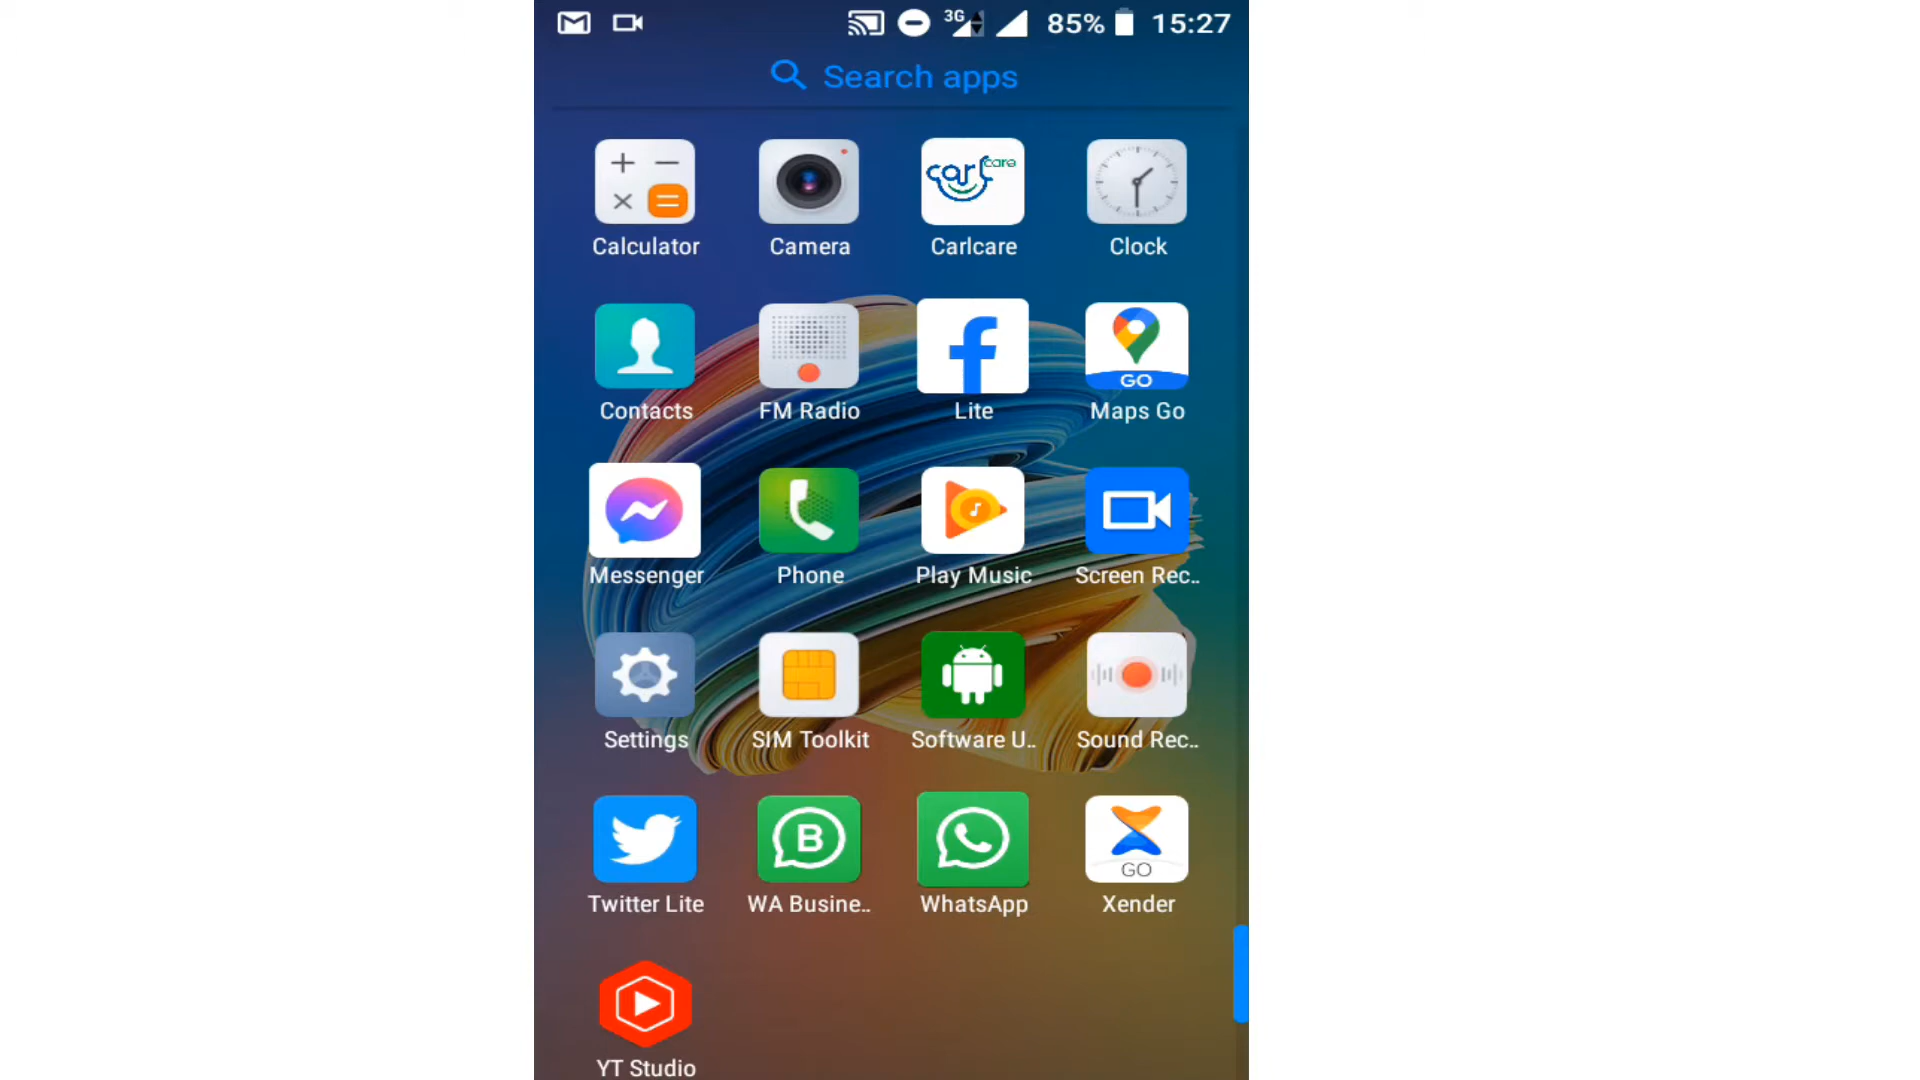 3G 85% 15:27
Search apps
carl care
Calculator Camera Carlcare Clock
GO
Contacts FM Radio Lite Maps Go
Messenger Phone Play Music Screen Rec..
Settings SIM Toolkit Software U.. Sound Rec..
B GO
Twitter Lite WA Busine.. WhatsApp Xender
YT Studio